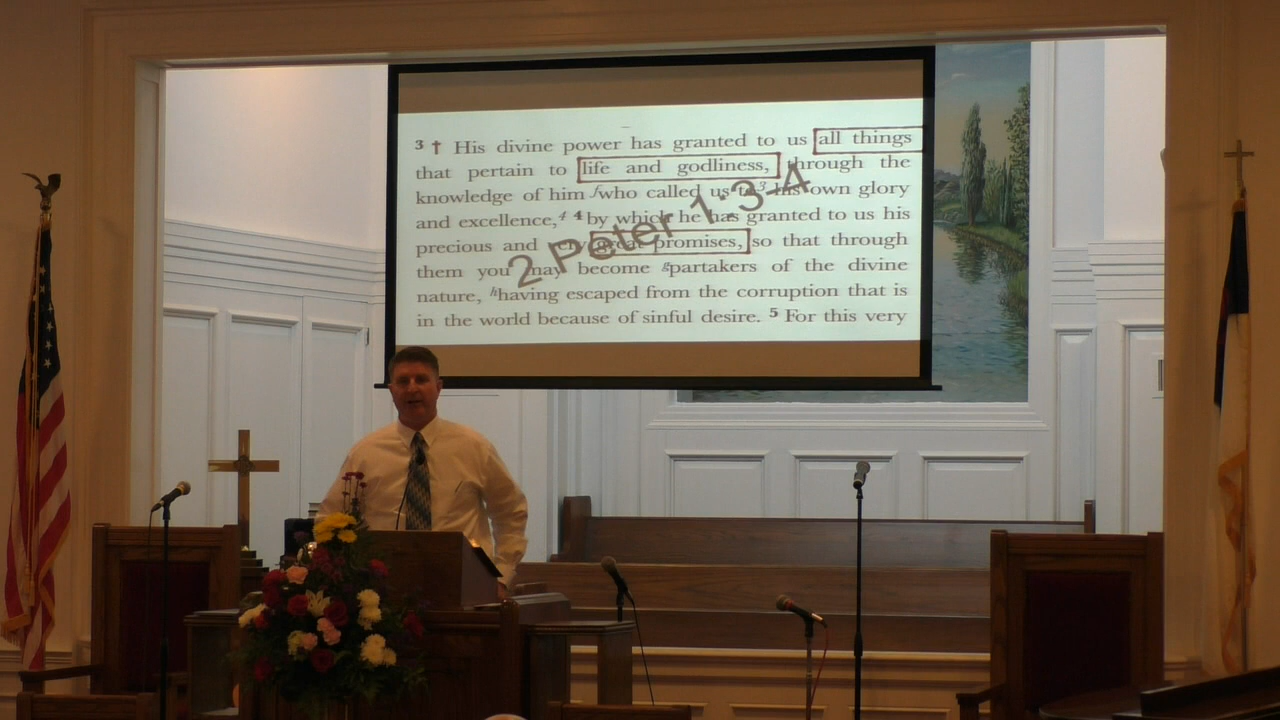 3 † His divine power has granted to us all things
that pertain to life and godliness, through the
knowledge of him f who called us to 3 his own glory
and excellence, 4 4 by which he has granted to us his
precious and very great promises, so that through
them you may become g partakers of the divine
nature, h having escaped from the corruption that is
in the world because of sinful desire. 5 For this very
2 Peter 1:3-4